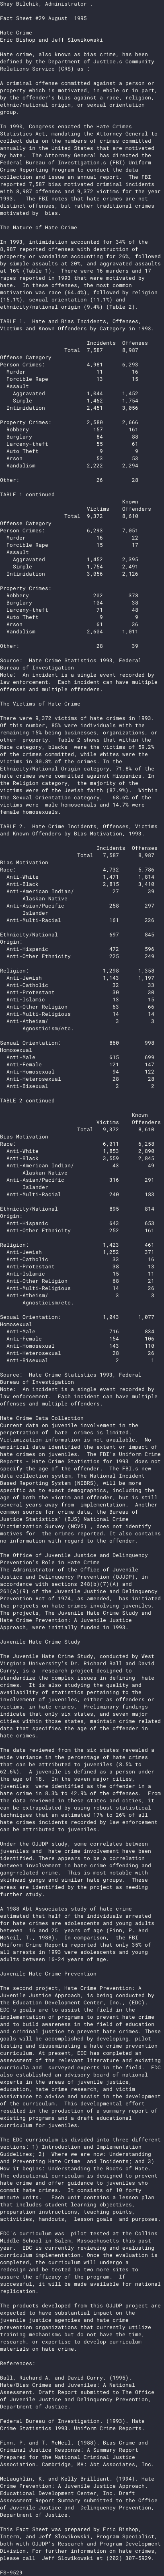 Shay Bilchik, Administrator .

Fact Sheet #29 August  1995

Hate Crime
Eric Bishop and Jeff Slowikowski

Hate crime, also known as bias crime, has been
defined by the Department of Justice.s Community
Relations Service (CRS) as :

A criminal offense committed against a person or
property which is motivated, in whole or in part,
by the offender's bias against a race, religion,
ethnic/national origin, or sexual orientation
group.

In 1990, Congress enacted the Hate Crime
Statistics Act, mandating the Attorney General to
collect data on the numbers of crimes committed
annually in the United States that are motivated
by hate.  The Attorney General has directed the
Federal Bureau of Investigation.s (FBI) Uniform
Crime Reporting Program to conduct the data
collection and issue an annual report.  The FBI
reported 7,587 bias motivated criminal incidents
with 8,987 offenses and 9,372 victims for the year
1993.  The FBI notes that hate crimes are not
distinct offenses, but rather traditional crimes
motivated by  bias.

The Nature of Hate Crime

In 1993, intimidation accounted for 34% of the
8,987 reported offenses with destruction of
property or vandalism accounting for 26%, followed
by simple assaults at 20%, and aggravated assaults
at 16% (Table 1).  There were 16 murders and 17
rapes reported in 1993 that were motivated by
hate.  In these offenses, the most common
motivation was race (64.4%), followed by religion
(15.1%), sexual orientation (11.1%) and
ethnicity/national origin (9.4%) (Table 2).

TABLE 1.  Hate and Bias Incidents, Offenses,
Victims and Known Offenders by Category in 1993.

Incidents  Offenses
Total  7,587      8,987
Offense Category
Person Crimes:            4,981      6,293
Murder                     11         16
Forcible Rape              13         15
Assault
Aggravated            1,044      1,452
Simple                1,462      1,754
Intimidation            2,451      3,056

Property Crimes:          2,580      2,666
Robbery                   157        161
Burglary                   84         88
Larceny-theft              55         61
Auto Theft                  9          9
Arson                      53         53
Vandalism               2,222      2,294

Other:                       26         28

TABLE 1 continued

Known
Victims    Offenders
Total  9,372      8,610
Offense Category
Person Crimes:            6,293      7,051
Murder                     16         22
Forcible Rape              15         17
Assault
Aggravated            1,452      2,395
Simple                1,754      2,491
Intimidation            3,056      2,126

Property Crimes:
Robbery                   202        378
Burglary                  104         38
Larceny-theft              71         48
Auto Theft                  9          9
Arson                      61         36
Vandalism               2,604      1,011

Other:                       28         39

Source:  Hate Crime Statistics 1993, Federal
Bureau of Investigation
Note:  An incident is a single event recorded by
law enforcement.  Each incident can have multiple
offenses and multiple offenders.

The Victims of Hate Crime

There were 9,372 victims of hate crimes in 1993.
Of this number, 85% were individuals with the
remaining 15% being businesses, organizations, or
other  property.  Table 2 shows that within the
Race category, blacks  were the victims of 59.2%
of the crimes committed, while whites were the
victims in 30.8% of the crimes. In the
Ethnicity/National Origin category, 71.8% of the
crimes were committed against Hispanics. In
the Religion category,  the majority of the
victims were of the Jewish faith (87.9%).  Within
the Sexual Orientation category,   68.6% of the
victims were  male homosexuals and 14.7% were
female homosexuals.

TABLE 2.  Hate Crime Incidents, Offenses, Victims
and Known Offenders by Bias Motivation, 1993.

Incidents  Offenses
Total   7,587      8,987
Bias Motivation
Race:                      4,732      5,786
Anti-White               1,471      1,814
Anti-Black               2,815      3,410
Anti-American Indian/       27         39
Alaskan Native
Anti-Asian/Pacific         258        297
Islander
Anti-Multi-Racial          161        226

Ethnicity/National           697        845
Origin:
Anti-Hispanic              472        596
Anti-Other Ethnicity       225        249

Religion:                  1,298      1,358
Anti-Jewish              1,143      1,197
Anti-Catholic               32         33
Anti-Protestant             30         30
Anti-Islamic                13         15
Anti-Other Religion         63         66
Anti-Multi-Religious        14         14
Anti-Atheism/                3          3
Agnosticism/etc.

Sexual Orientation:          860        998
Homosexual
Anti-Male                  615        699
Anti-Female                121        147
Anti-Homosexual             94        122
Anti-Heterosexual           28         28
Anti-Bisexual                2          2

TABLE 2 continued

Known
Victims    Offenders
Total   9,372      8,610
Bias Motivation
Race:                      6,011      6,258
Anti-White               1,853      2,890
Anti-Black               3,559      2,845
Anti-American Indian/       43         49
Alaskan Native
Anti-Asian/Pacific         316        291
Islander
Anti-Multi-Racial          240        183

Ethnicity/National           895        814
Origin:
Anti-Hispanic              643        653
Anti-Other Ethnicity       252        161

Religion:                  1,423        461
Anti-Jewish              1,252        371
Anti-Catholic               33         16
Anti-Protestant             38         13
Anti-Islamic                15         11
Anti-Other Religion         68         21
Anti-Multi-Religious        14         26
Anti-Atheism/                3          3
Agnosticism/etc.

Sexual Orientation:        1,043      1,077
Homosexual
Anti-Male                  716        834
Anti-Female                154        106
Anti-Homosexual            143        110
Anti-Heterosexual           28         26
Anti-Bisexual                2          1

Source:  Hate Crime Statistics 1993, Federal
Bureau of Investigation
Note:  An incident is a single event recorded by
law enforcement.  Each incident can have multiple
offenses and multiple offenders.

Hate Crime Data Collection
Current data on juvenile involvement in the
perpetration of  hate  crimes is limited.
Victimization information is not available.  No
empirical data identified the extent or impact of
hate crimes on juveniles.  The FBI's Uniform Crime
Reports - Hate Crime Statistics for 1993  does not
specify the age of the offender.  The FBI.s new
data collection system, The National Incident
Based Reporting System (NIBRS), will be more
specific as to exact demographics, including the
age of both the victim and offender, but is still
several years away from  implementation.  Another
common source for crime data, the Bureau of
Justice Statistics' (BJS) National Crime
Victimization Survey (NCVS) , does not identify
motives for the crimes reported. It also contains
no information with regard to the offender.

The Office of Juvenile Justice and Delinquency
Prevention's Role in Hate Crime
The Administrator of the Office of Juvenile
Justice and Delinquency Prevention (OJJDP), in
accordance with sections 243(b)(7)(A) and
261(a)(9) of the Juvenile Justice and Delinquency
Prevention Act of 1974, as amended, has initiated
two projects on hate crimes involving juveniles.
The projects, The Juvenile Hate Crime Study and
Hate Crime Prevention: A Juvenile Justice
Approach, were initially funded in 1993.

Juvenile Hate Crime Study

The Juvenile Hate Crime Study, conducted by West
Virginia University's Dr. Richard Ball and David
Curry, is a  research project designed to
standardize the complex issues in defining  hate
crimes.  It is also studying the quality and
availability of statistics pertaining to the
involvement of juveniles, either as offenders or
victims, in hate crimes.  Preliminary findings
indicate that only six states, and seven major
cities within those states, maintain crime related
data that specifies the age of the offender in
hate crimes.

The data reviewed from the six states revealed a
wide variance in the percentage of hate crimes
that can be attributed to juveniles (8.5% to
62.0%).  A juvenile is defined as a person under
the age of 18.  In the seven major cities,
juveniles  were identified as the offender in a
hate crime in 8.3% to 42.9% of the offenses.  From
the data reviewed in these states and cities, it
can be extrapolated by using robust statistical
techniques that an estimated 17% to 26% of all
hate crimes incidents recorded by law enforcement
can be attributed to juveniles.

Under the OJJDP study, some correlates between
juveniles and  hate crime involvement have been
identified. There appears to be a correlation
between involvement in hate crime offending and
gang-related crime.  This is most notable with
skinhead gangs and similar hate groups.  These
areas are identified by the project as needing
further study.

A 1988 Abt Associates study of hate crime
estimated that half of the individuals arrested
for hate crimes are adolescents and young adults
between  16 and 25  years of age (Finn, P. And
McNeil, T., 1988).  In comparison,  the FBI
Uniform Crime Reports reported that only 35% of
all arrests in 1993 were adolescents and young
adults between 16-24 years of age.

Juvenile Hate Crime Prevention

The second project, Hate Crime Prevention: A
Juvenile Justice Approach, is being conducted by
the Education Development Center, Inc. (EDC).
EDC's goals are to assist the field in
implementation of programs to prevent hate crime
and to build awareness in the field of education
and criminal justice to prevent hate crimes.  These
goals will be accomplished by developing, pilot
testing and disseminating a hate crime prevention
curriculum. At present, EDC has completed an
assessment of the relevant literature and existing
curricula and  surveyed experts in the field.  EDC
also established an advisory board of national
experts in the areas of juvenile justice,
education,  hate crime research, and victim
assistance to advise and assist in the development
of the curriculum.  This developmental effort
resulted in the production of a summary report of
existing programs and a draft educational
curriculum for juveniles.

The EDC curriculum is divided into three different
sections: 1) Introduction and Implementation
Guidelines; 2)  Where are we now: Understanding
and Preventing Hate Crime  and Incidents; and 3)
How it begins: Understanding the Roots of Hate.
The educational curriculum is designed to prevent
hate crime and offer guidance to juveniles who
commit hate crimes.  It consists of 10 forty
minute units.   Each unit contains a lesson plan
that includes student learning objectives,
preparation instructions, teaching points,
activities, handouts, lesson goals  and purposes.

EDC's curriculum was  pilot tested at the Collins
Middle School in Salem, Massachusetts this past
year.  EDC is currently reviewing and evaluating
curriculum implementation. Once the evaluation is
completed, the curriculum will undergo a
redesign and be tested in two more sites to
assure the efficacy of the program.  If
successful, it will be made available for national
replication.

The products developed from this OJJDP project are
expected to have substantial impact on the
juvenile justice agencies and hate crime
prevention organizations that currently utilize
training mechanisms but do not have the time,
research, or expertise to develop curriculum
materials on hate crime.

References:

Ball, Richard A. and David Curry. (1995).
Hate/Bias Crimes and Juveniles: A National
Assessment. Draft Report submitted to The Office
of Juvenile Justice and Delinquency Prevention,
Department of Justice.

Federal Bureau of Investigation. (1993).  Hate
Crime Statistics 1993. Uniform Crime Reports.

Finn, P. and T. McNeil. (1988). Bias Crime and
Criminal Justice Response: A Summary Report
Prepared for the National Criminal Justice
Association. Cambridge, MA: Abt Associates, Inc.

McLaughlin, K. and Kelly Brilliant. (1994). Hate
Crime Prevention: A Juvenile Justice Approach.
Educational Development Center, Inc. Draft
Assessment Report Summary submitted to the Office
of Juvenile Justice and  Delinquency Prevention,
Department of Justice.

This Fact Sheet was prepared by Eric Bishop,
Intern, and Jeff Slowikowski, Program Specialist,
both with OJJDP's Research and Program Development
Division. For further information on hate crimes,
please call  Jeff Slowikowski at (202) 307-5929.

FS-9529